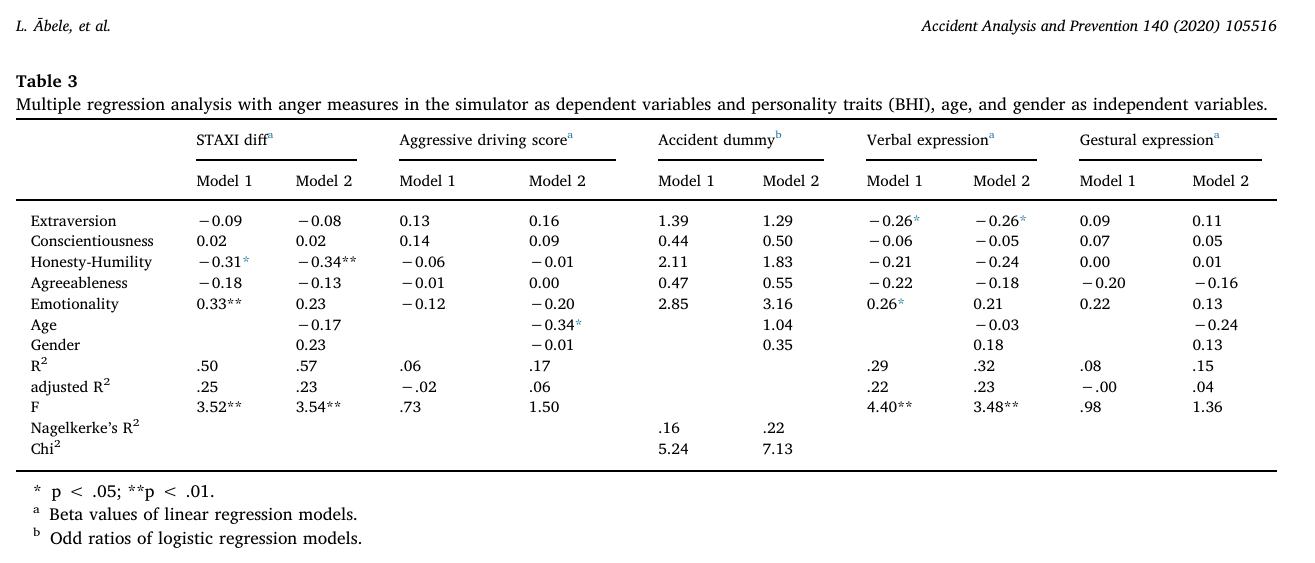 L. Ābele, et al. Accident Analysis and Prevention 140 (2020) 105516
Table 3
Multiple regression analysis with anger measures in the simulator as dependent variables and personality traits (BHI), age, and gender as independent variables.
STAXI diffa Aggressive driving scorea Accident dummyb Verbal expressiona Gestural expressiona
Model 1 Model 2 Model 1 Model 2 Model 1 Model 2 Model 1 Model 2 Model 1 Model 2
Extraversion −0.09 −0.08 0.13 0.16 1.39 1.29 −0.26* −0.26* 0.09 0.11
Conscientiousness 0.02 0.02 0.14 0.09 0.44 0.50 −0.06 −0.05 0.07 0.05
Honesty-Humility −0.31* −0.34** −0.06 −0.01 2.11 1.83 −0.21 −0.24 0.00 0.01
Agreeableness −0.18 −0.13 −0.01 0.00 0.47 0.55 −0.22 −0.18 −0.20 −0.16
Emotionality 0.33** 0.23 −0.12 −0.20 2.85 3.16 0.26* 0.21 0.22 0.13
Age −0.17 −0.34* 1.04 −0.03 −0.24
Gender 0.23 −0.01 0.35 0.18 0.13
R2 .50 .57 .06 .17 .29 .32 .08 .15
adjusted R2 .25 .23 −.02 .06 .22 .23 −.00 .04
F 3.52** 3.54** .73 1.50 4.40** 3.48** .98 1.36
Nagelkerke's R2 .16 .22
Chi2 5.24 7.13
* p < .05; **p < .01.
a Beta values of linear regression models.
b Odd ratios of logistic regression models.